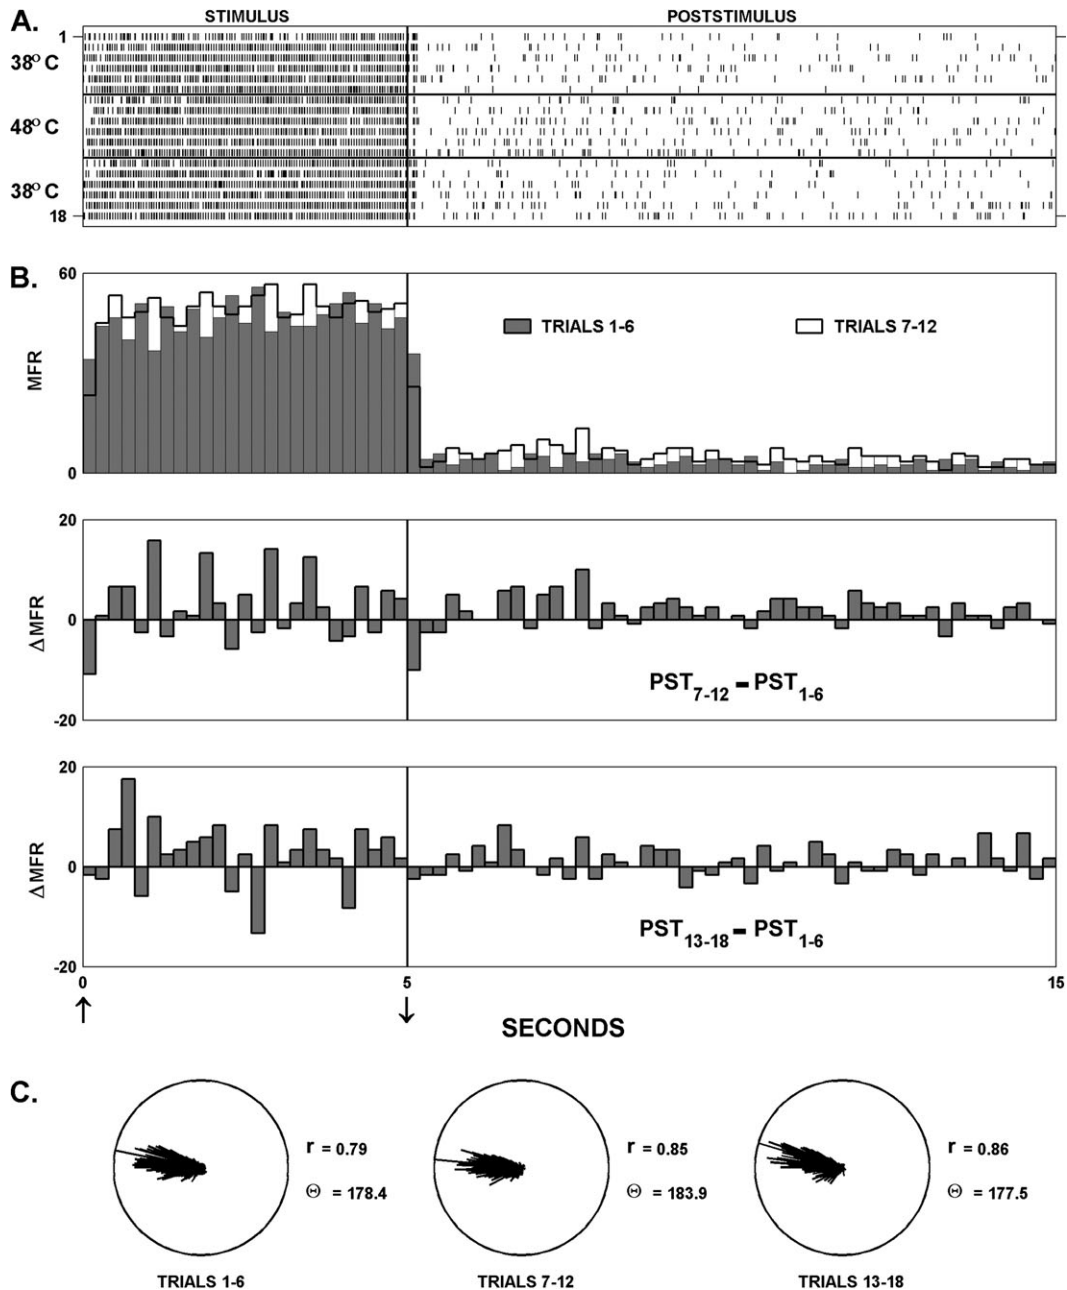 A.
STIMULUS
POSTSTIMULUS
1
38° C
48° C
38° C
18
B.
60
MFR
0
TRIALS 1-6
TRIALS 7-12
20
ΔMFR
0
-20
PST7-12 – PST1-6
20
ΔMFR
0
-20
PST13-18 – PST1-6
0
5
15
SECONDS
C.
r = 0.79
Θ = 178.4
TRIALS 1-6
r = 0.85
Θ = 183.9
TRIALS 7-12
r = 0.86
Θ = 177.5
TRIALS 13-18